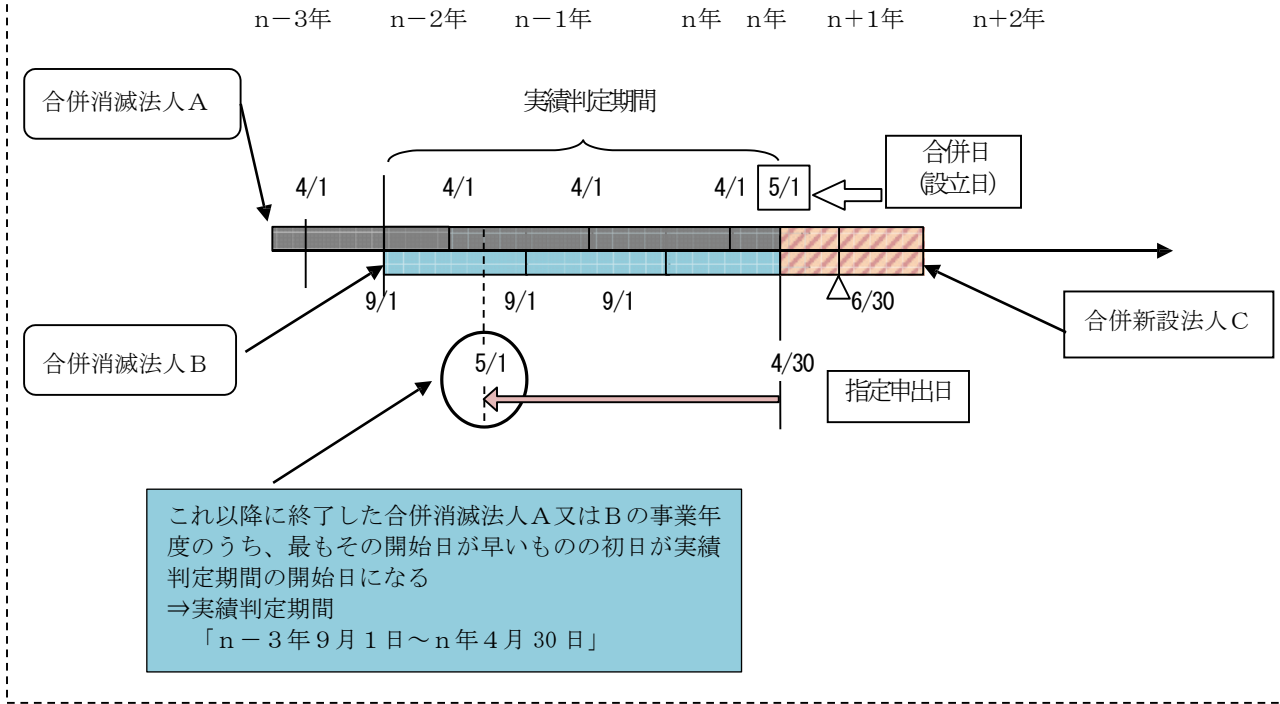 n－3年 n－2年 n－1年 n年 n年 n＋1年 n＋2年
合併消滅法人A
実績判定期間
合併日
(設立日)
4/1 4/1 4/1 4/1 5/1
9/1 9/1 9/1 △6/30
合併新設法人C
合併消滅法人B
5/1 4/30
指定申出日
これ以降に終了した合併消滅法人A又はBの事業年
度のうち、最もその開始日が早いものの初日が実績
判定期間の開始日になる
⇒実績判定期間
「n－3年9月1日～n年4月30日」